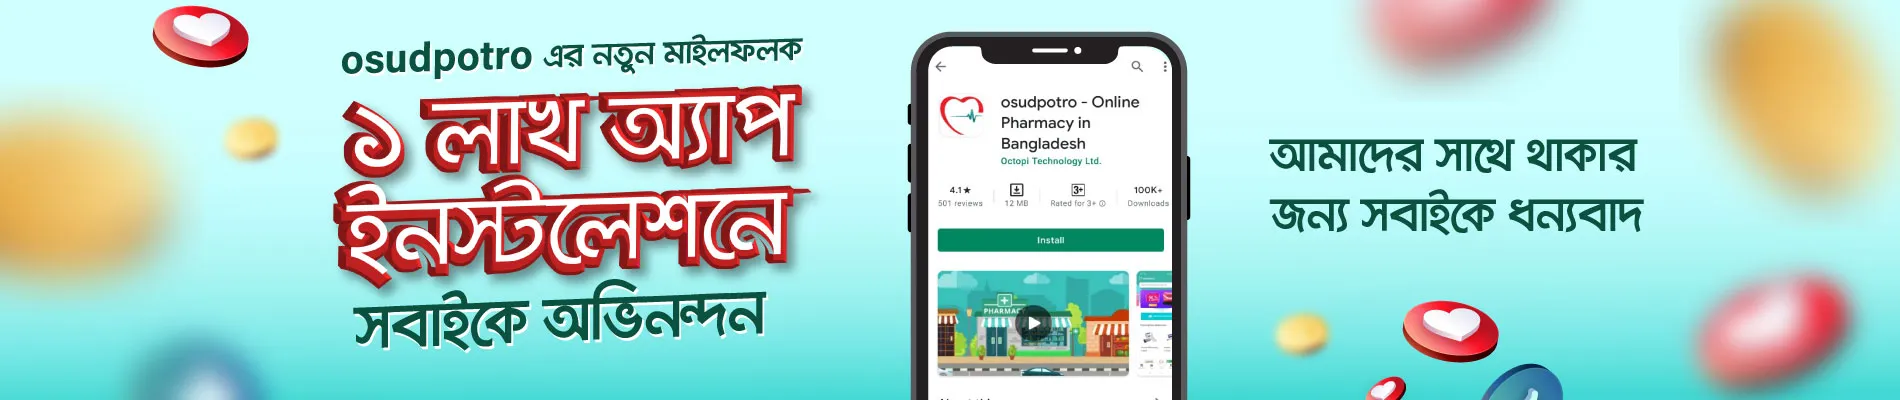 osudpotro এর নতুন মাইলফলক
১ লাখ অ্যাপ
ইনস্টলেশনে
সবাইকে অভিনন্দন
osudpotro - Online
Pharmacy in
Bangladesh
Octopi Technology Ltd.
4.1★ 3+ 100K+
501 reviews 12 MB Rated for 3+ Downloads
Install
PHARMACY
আমাদের সাথে থাকার
জন্য সবাইকে ধন্যবাদ